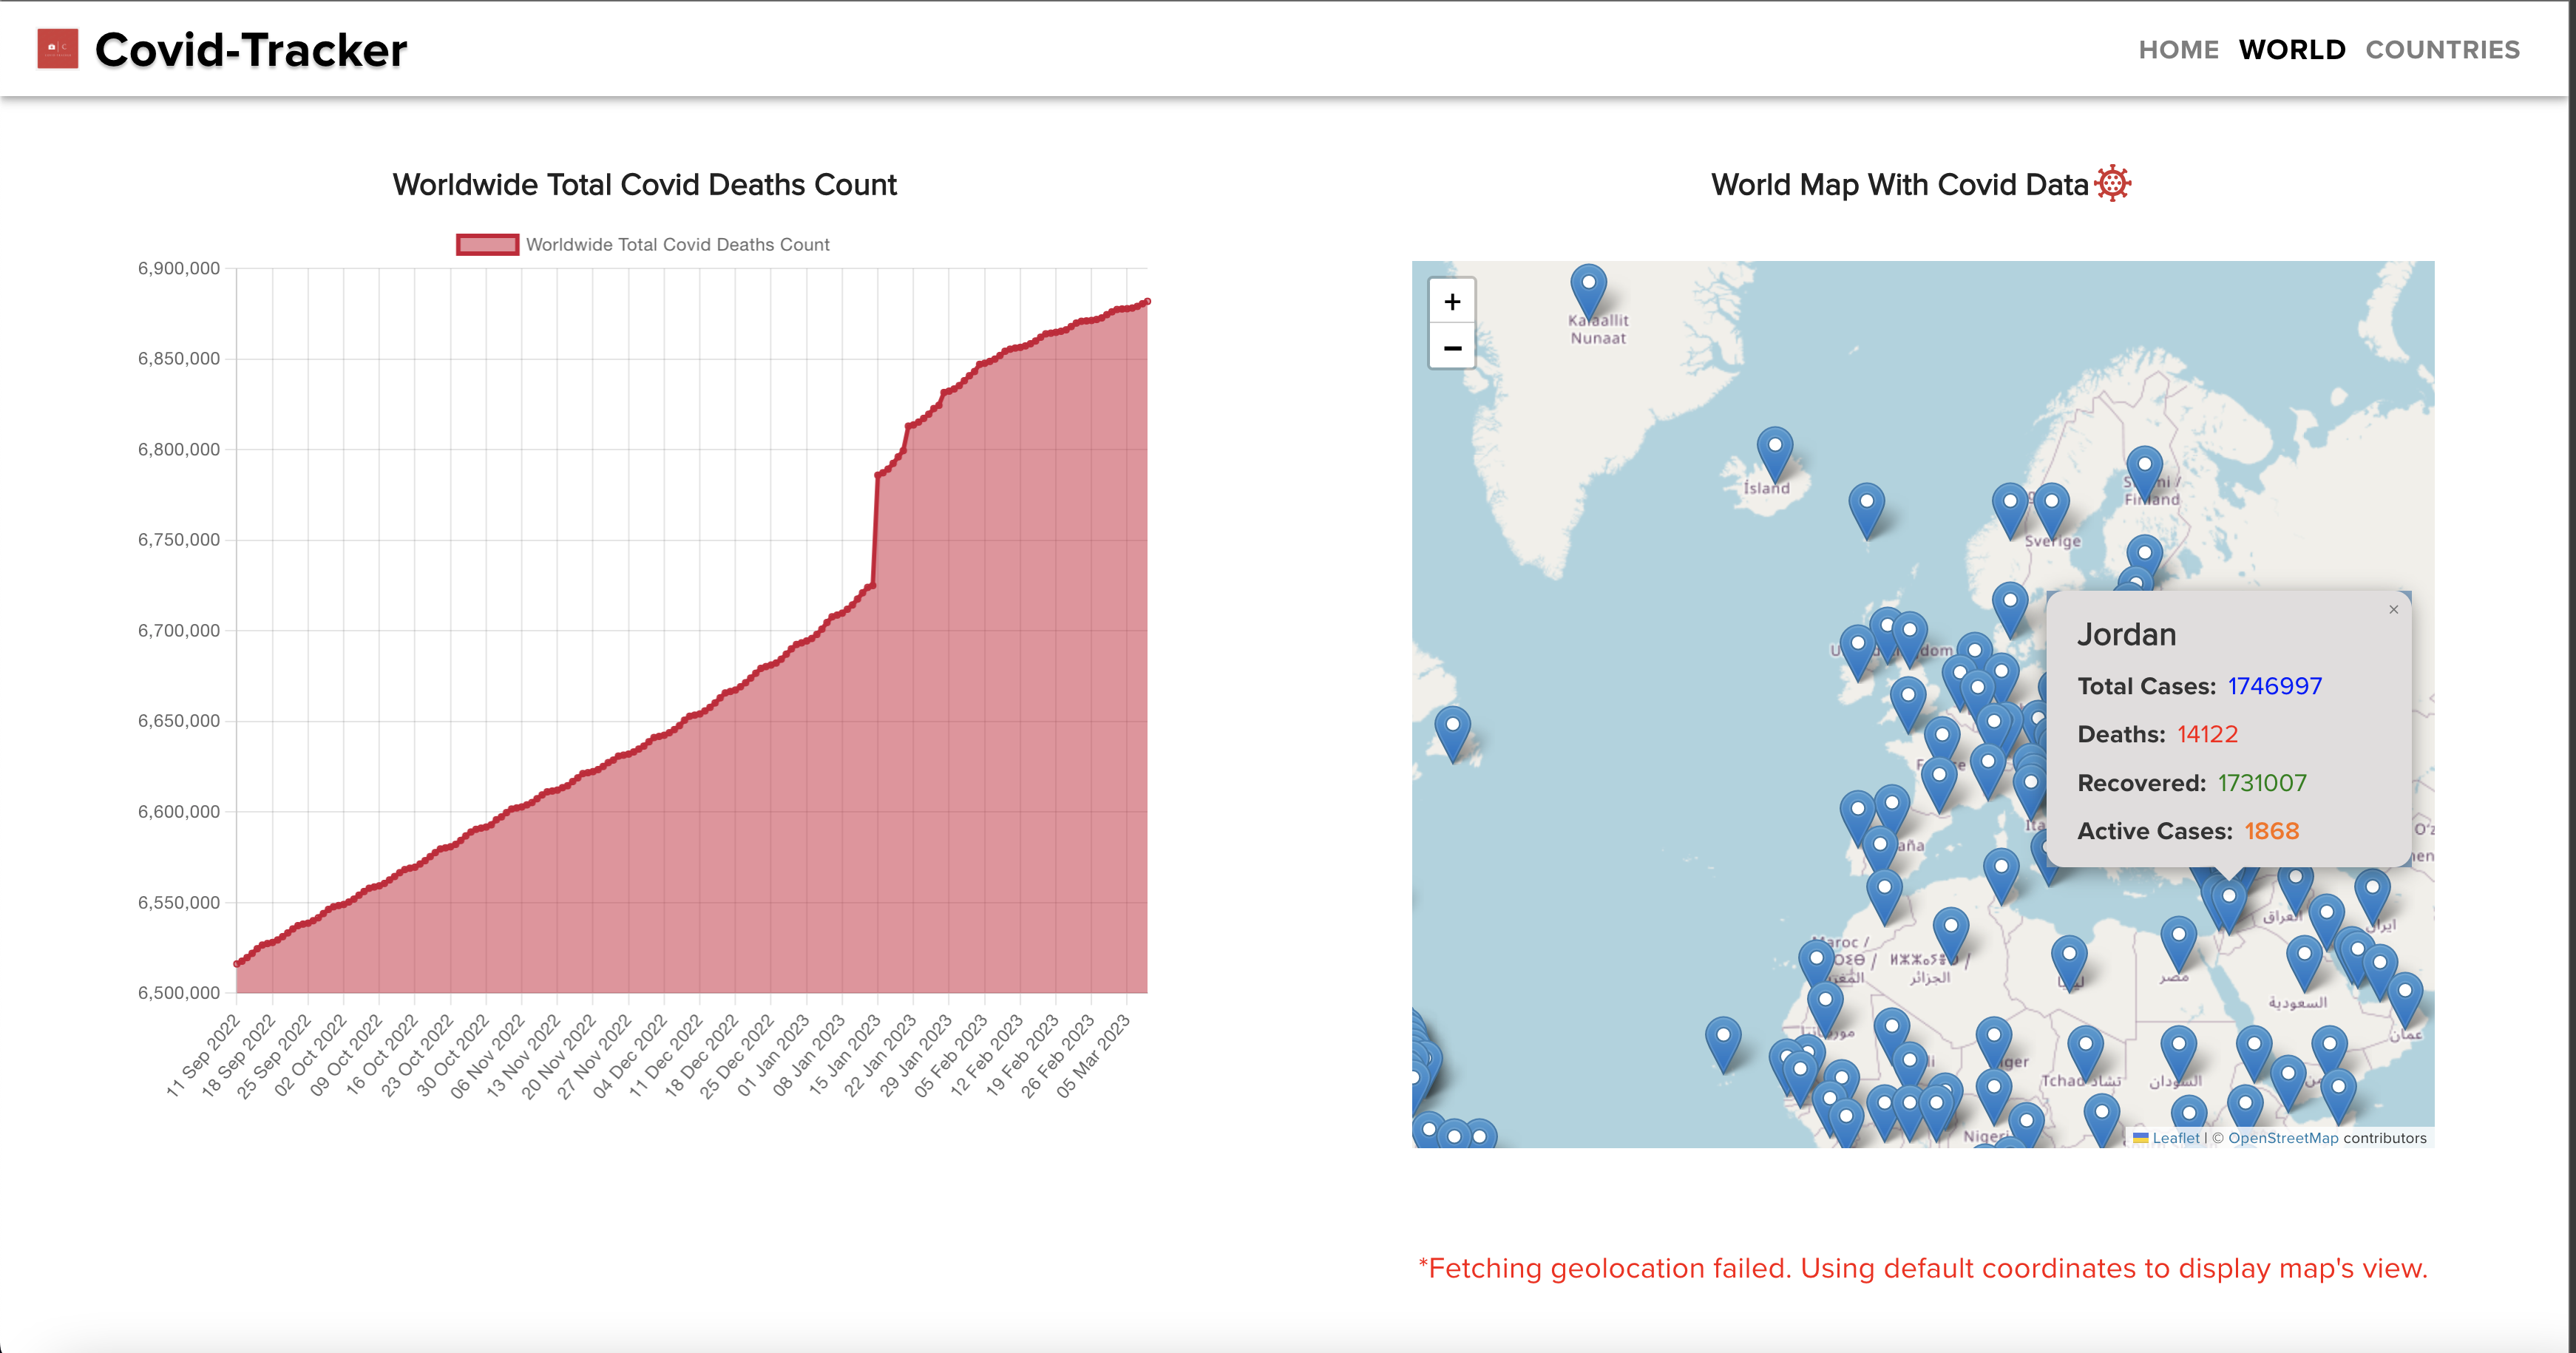 Covid-Tracker
HOME WORLD COUNTRIES
Worldwide Total Covid Deaths Count
Worldwide Total Covid Deaths Count
6,900,000
6,850,000
6,800,000
6,750,000
6,700,000
6,650,000
6,600,000
6,550,000
6,500,000
11 Sep 2022
18 Sep 2022
25 Sep 2022
02 Oct 2022
09 Oct 2022
16 Oct 2022
23 Oct 2022
30 Oct 2022
06 Nov 2022
13 Nov 2022
20 Nov 2022
27 Nov 2022
04 Dec 2022
11 Dec 2022
18 Dec 2022
25 Dec 2022
01 Jan 2023
08 Jan 2023
15 Jan 2023
22 Jan 2023
29 Jan 2023
05 Feb 2023
12 Feb 2023
19 Feb 2023
26 Feb 2023
05 Mar 2023
World Map With Covid Data
+
−
Kalaallit
Nunaat
Ísland
Finland
Sverige
×
Jordan
Total Cases: 1746997
Deaths: 14122
Recovered: 1731007
Active Cases: 1868
العراق
ایران
Maroc /
المغرب
الجزائر
مصر
السعودية
عمان
Tchad تشاد
السودان
Leaflet | © OpenStreetMap contributors
*Fetching geolocation failed. Using default coordinates to display map's view.